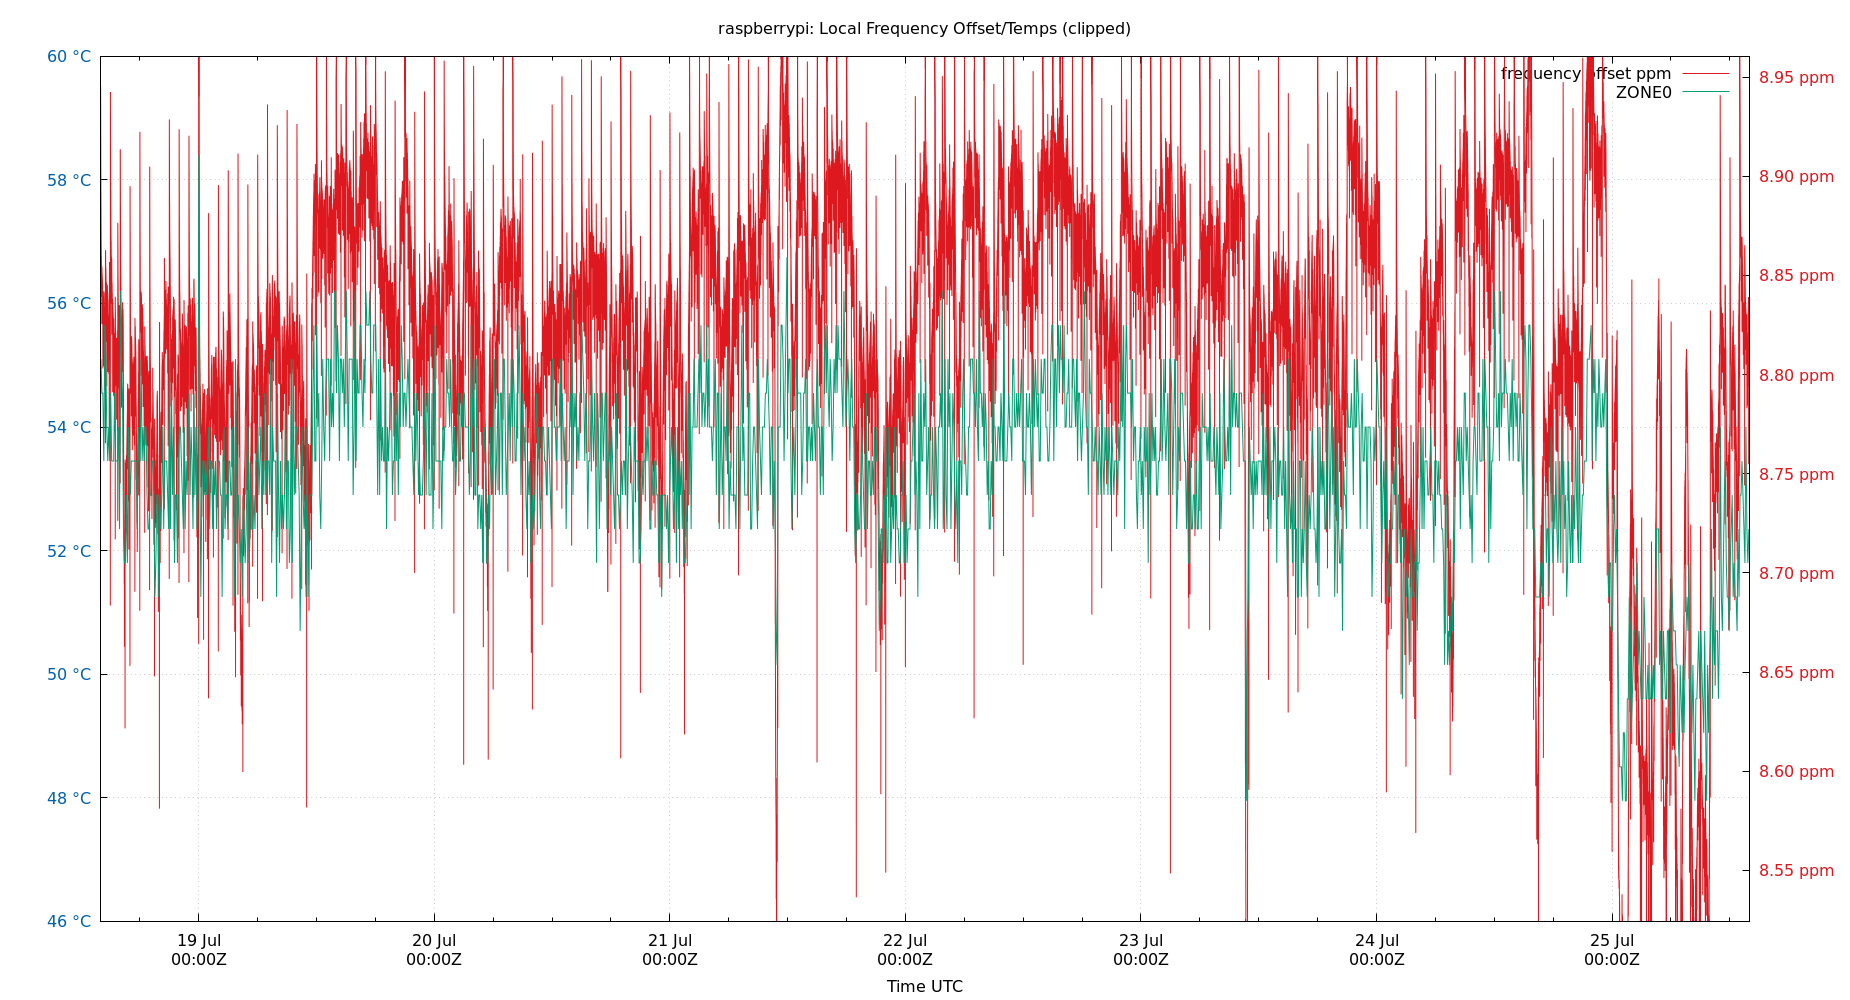 raspberrypi: Local Frequency Offset/Temps (clipped)
frequency offset ppm
ZONE0
60 °C
58 °C
56 °C
54 °C
52 °C
50 °C
48 °C
46 °C
8.95 ppm
8.90 ppm
8.85 ppm
8.80 ppm
8.75 ppm
8.70 ppm
8.65 ppm
8.60 ppm
8.55 ppm
19 Jul
00:00Z
20 Jul
00:00Z
21 Jul
00:00Z
22 Jul
00:00Z
23 Jul
00:00Z
24 Jul
00:00Z
25 Jul
00:00Z
Time UTC